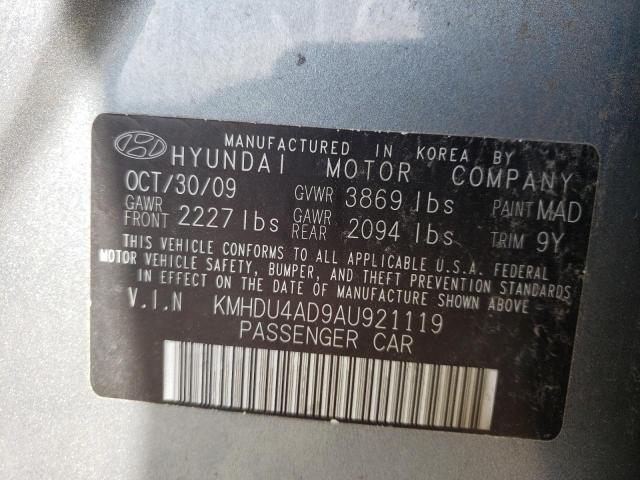 MANUFACTURED IN KOREA BY
HYUNDAI MOTOR COMPANY
OCT/30/09 GVWR 3869 lbs PAINT MAD
GAWR FRONT 2227 lbs GAWR REAR 2094 lbs TRIM 9Y
THIS VEHICLE CONFORMS TO ALL APPLICABLE U.S.A. FEDERAL
MOTOR VEHICLE SAFETY, BUMPER, AND THEFT PREVENTION STANDARDS
IN EFFECT ON THE DATE OF MANUFACTURE SHOWN ABOVE
V.I.N KMHDU4AD9AU921119
PASSENGER CAR